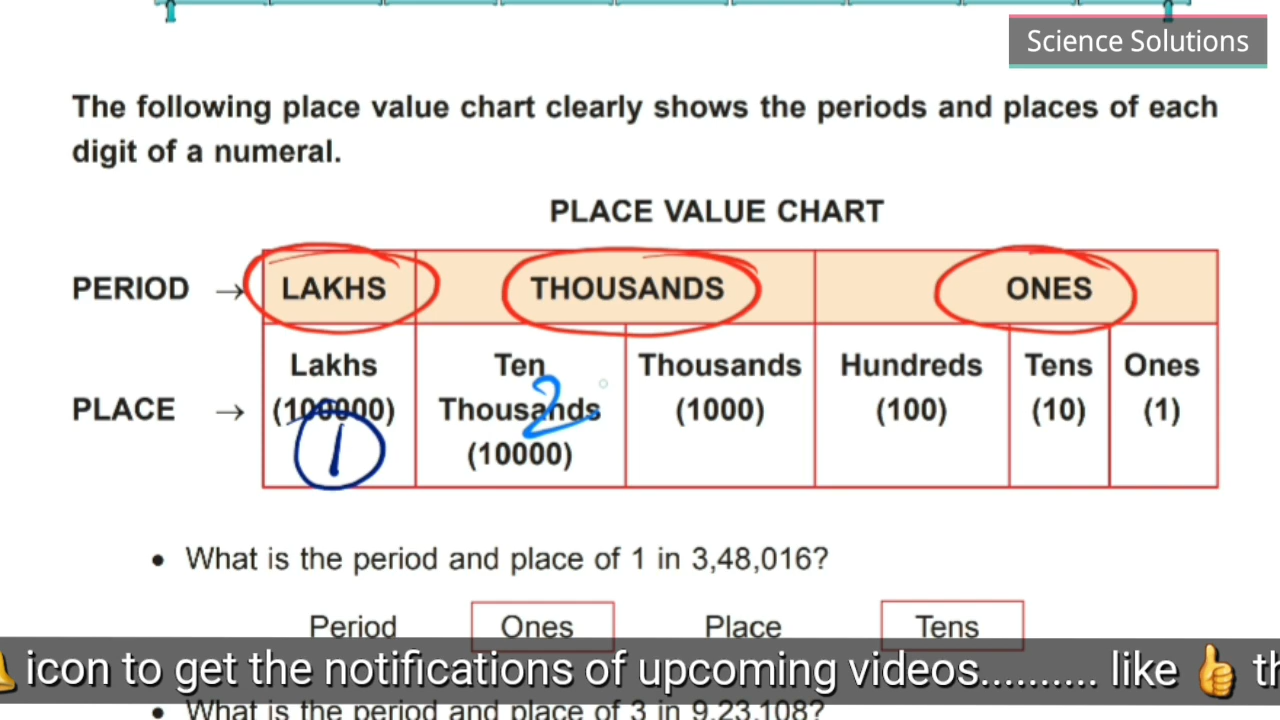 Science Solutions
The following place value chart clearly shows the periods and places of each
digit of a numeral.
PLACE VALUE CHART
PERIOD → LAKHS THOUSANDS ONES
Lakhs Ten Thousands Hundreds Tens Ones
PLACE → (100000) Thousands (1000) (100) (10) (1)
1 2 (10000)
• What is the period and place of 1 in 3,48,016?
Period Ones Place Tens
icon to get the notifications of upcoming videos.......... like 👍 th
• What is the period and place of 3 in 9,23,108?